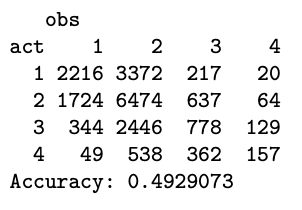 obs
act 1 2 3 4
1 2216 3372 217 20
2 1724 6474 637 64
3 344 2446 778 129
4 49 538 362 157
Accuracy: 0.4929073